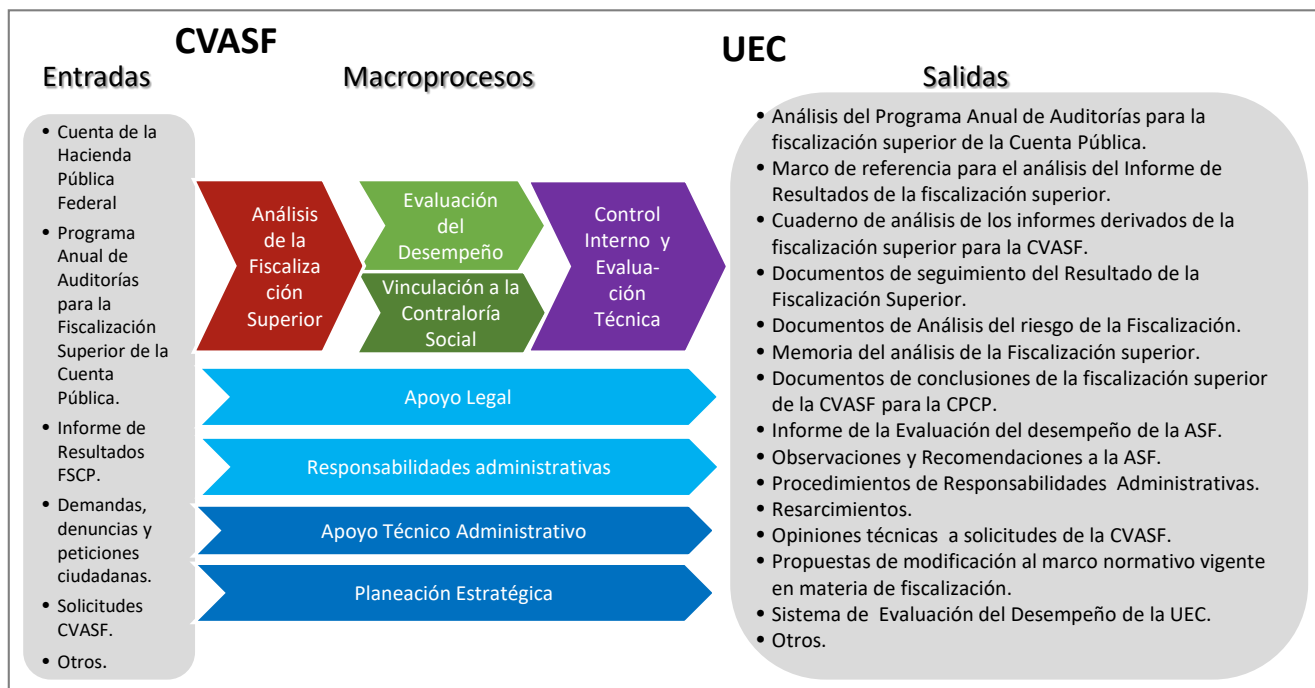 CVASF
UEC
Entradas
Macroprocesos
Salidas
• Cuenta de la
Hacienda
Pública
Federal
• Programa
Anual de
Auditorías
para la
Fiscalización
Superior de la
Cuenta
Pública.
• Informe de
Resultados
FSCP.
• Demandas,
denuncias y
peticiones
ciudadanas.
• Solicitudes
CVASF.
• Otros.
Análisis
de la
Fiscaliza
ción
Superior
Evaluación
del
Desempeño
Vinculación a la
Contraloría
Social
Control
Interno y
Evalua-
ción
Técnica
Apoyo Legal
Responsabilidades administrativas
Apoyo Técnico Administrativo
Planeación Estratégica
• Análisis del Programa Anual de Auditorías para la
fiscalización superior de la Cuenta Pública.
• Marco de referencia para el análisis del Informe de
Resultados de la fiscalización superior.
• Cuaderno de análisis de los informes derivados de la
fiscalización superior para la CVASF.
• Documentos de seguimiento del Resultado de la
Fiscalización Superior.
• Documentos de Análisis del riesgo de la Fiscalización.
• Memoria del análisis de la Fiscalización superior.
• Documentos de conclusiones de la fiscalización superior
de la CVASF para la CPCP.
• Informe de la Evaluación del desempeño de la ASF.
• Observaciones y Recomendaciones a la ASF.
• Procedimientos de Responsabilidades Administrativas.
• Resarcimientos.
• Opiniones técnicas a solicitudes de la CVASF.
• Propuestas de modificación al marco normativo vigente
en materia de fiscalización.
• Sistema de Evaluación del Desempeño de la UEC.
• Otros.